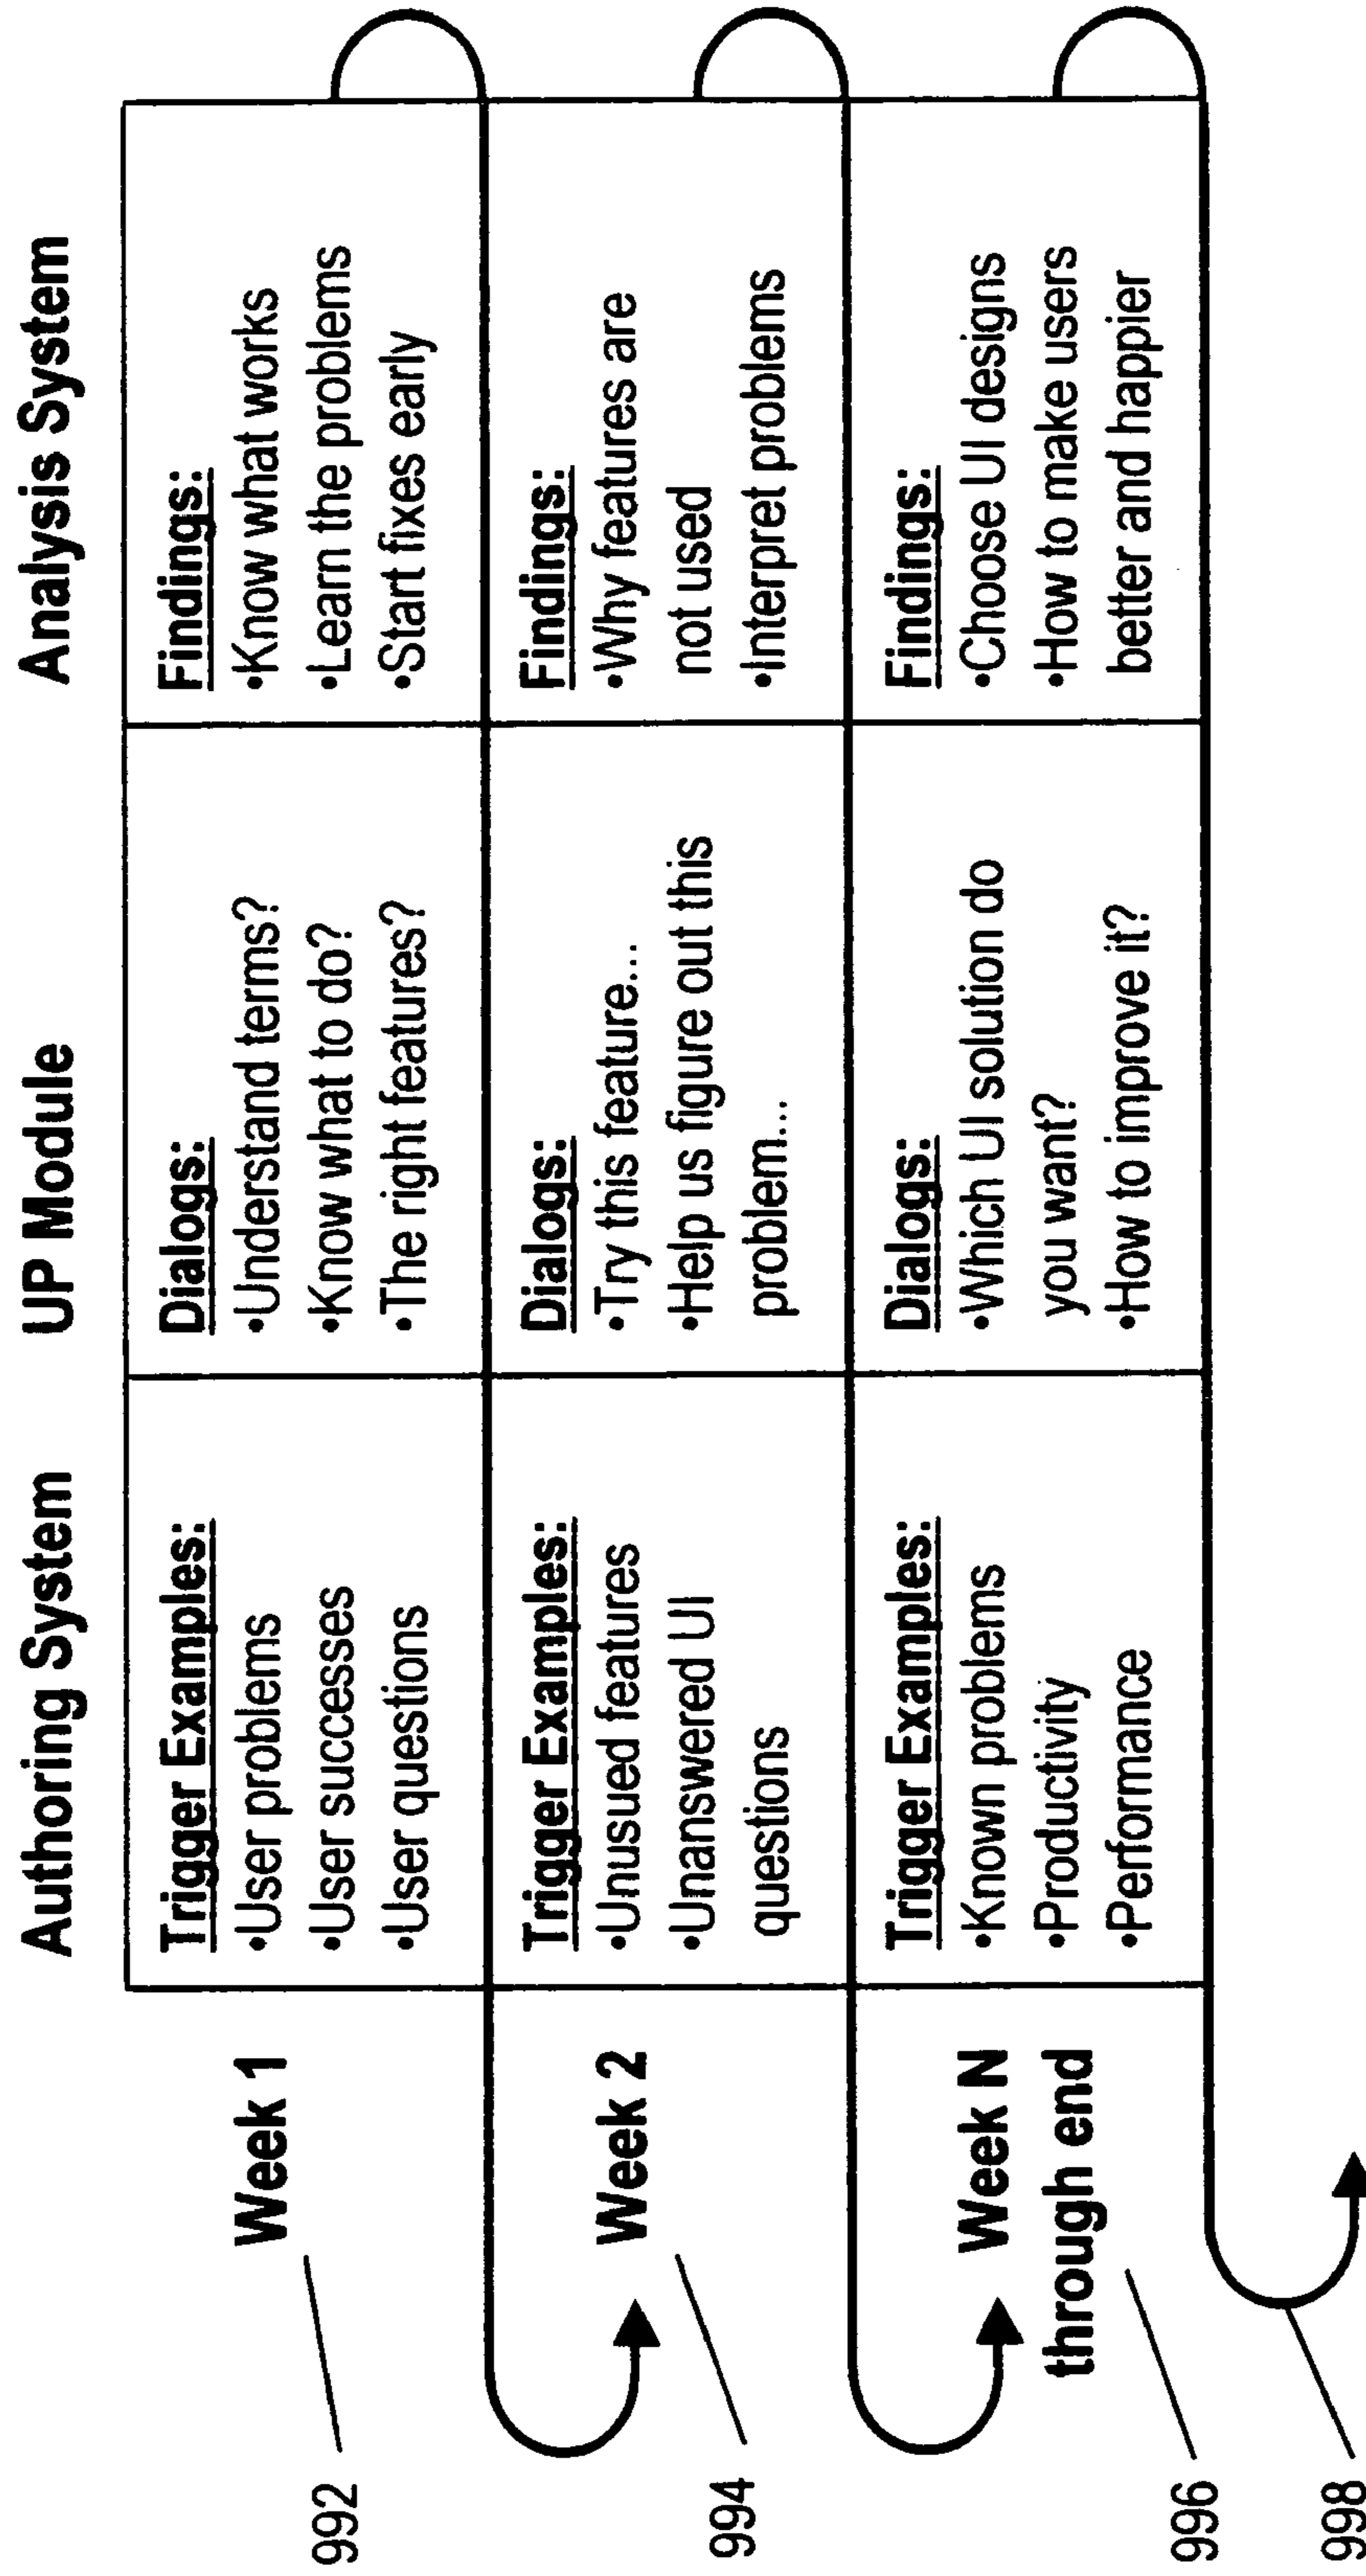 Authoring System UP Module Analysis System
992
Week 1
Trigger Examples:
•User problems
•User successes
•User questions
Dialogs:
•Understand terms?
•Know what to do?
•The right features?
Findings:
•Know what works
•Learn the problems
•Start fixes early
994
Week 2
Trigger Examples:
•Unusued features
•Unanswered UI
questions
Dialogs:
•Try this feature...
•Help us figure out this
problem...
Findings:
•Why features are
not used
•Interpret problems
996
Week N
through end
Trigger Examples:
•Known problems
•Productivity
•Performance
Dialogs:
•Which UI solution do
you want?
•How to improve it?
Findings:
•Choose UI designs
•How to make users
better and happier
998